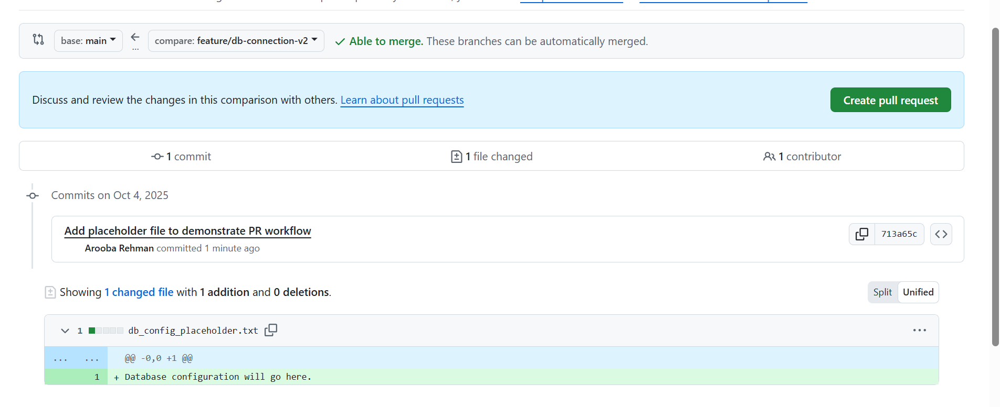 base: main
compare: feature/db-connection-v2
Able to merge. These branches can be automatically merged.
Discuss and review the changes in this comparison with others. Learn about pull requests
Create pull request
1 commit
1 file changed
1 contributor
Commits on Oct 4, 2025
Add placeholder file to demonstrate PR workflow
Arooba Rehman committed 1 minute ago
713a65c
Showing 1 changed file with 1 addition and 0 deletions.
Split
Unified
1
db_config_placeholder.txt
... ... @@ -0,0 +1 @@
1 + Database configuration will go here.